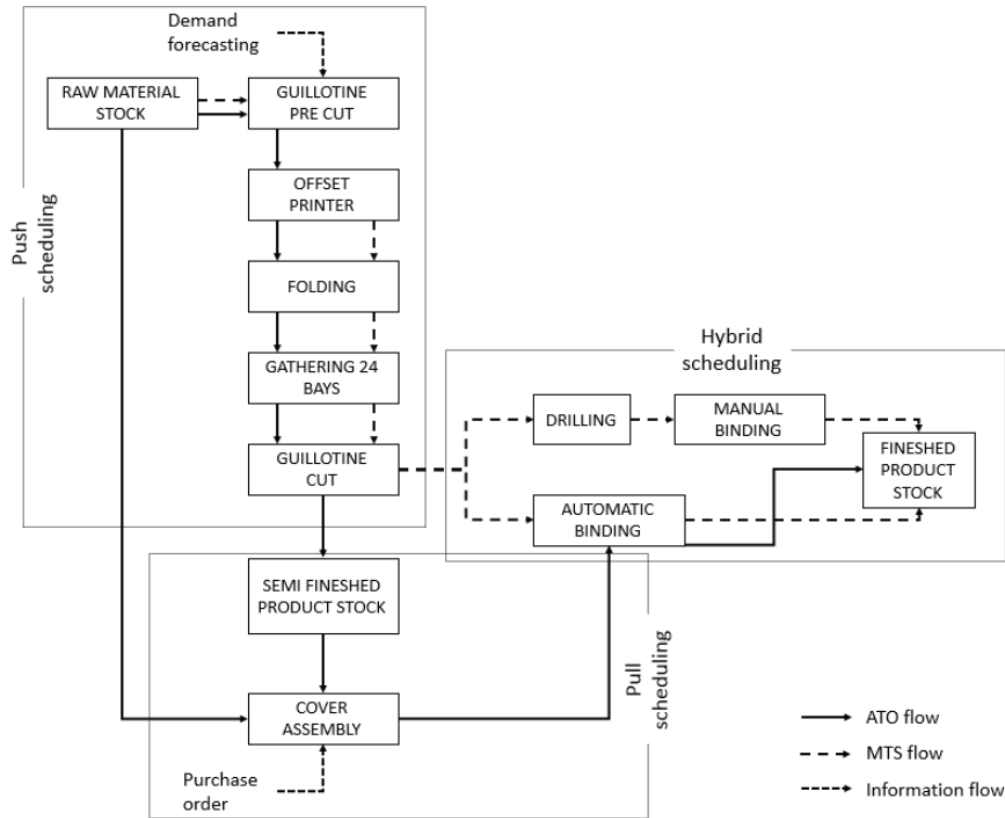 Demand
forecasting
RAW MATERIAL
STOCK
GUILLOTINE
PRE CUT
OFFSET
PRINTER
Push
scheduling
FOLDING
GATHERING 24
BAYS
GUILLOTINE
CUT
Hybrid
scheduling
DRILLING
MANUAL
BINDING
FINESHED
PRODUCT
STOCK
AUTOMATIC
BINDING
SEMI FINESHED
PRODUCT STOCK
Pull
scheduling
COVER
ASSEMBLY
Purchase
order
ATO flow
MTS flow
Information flow